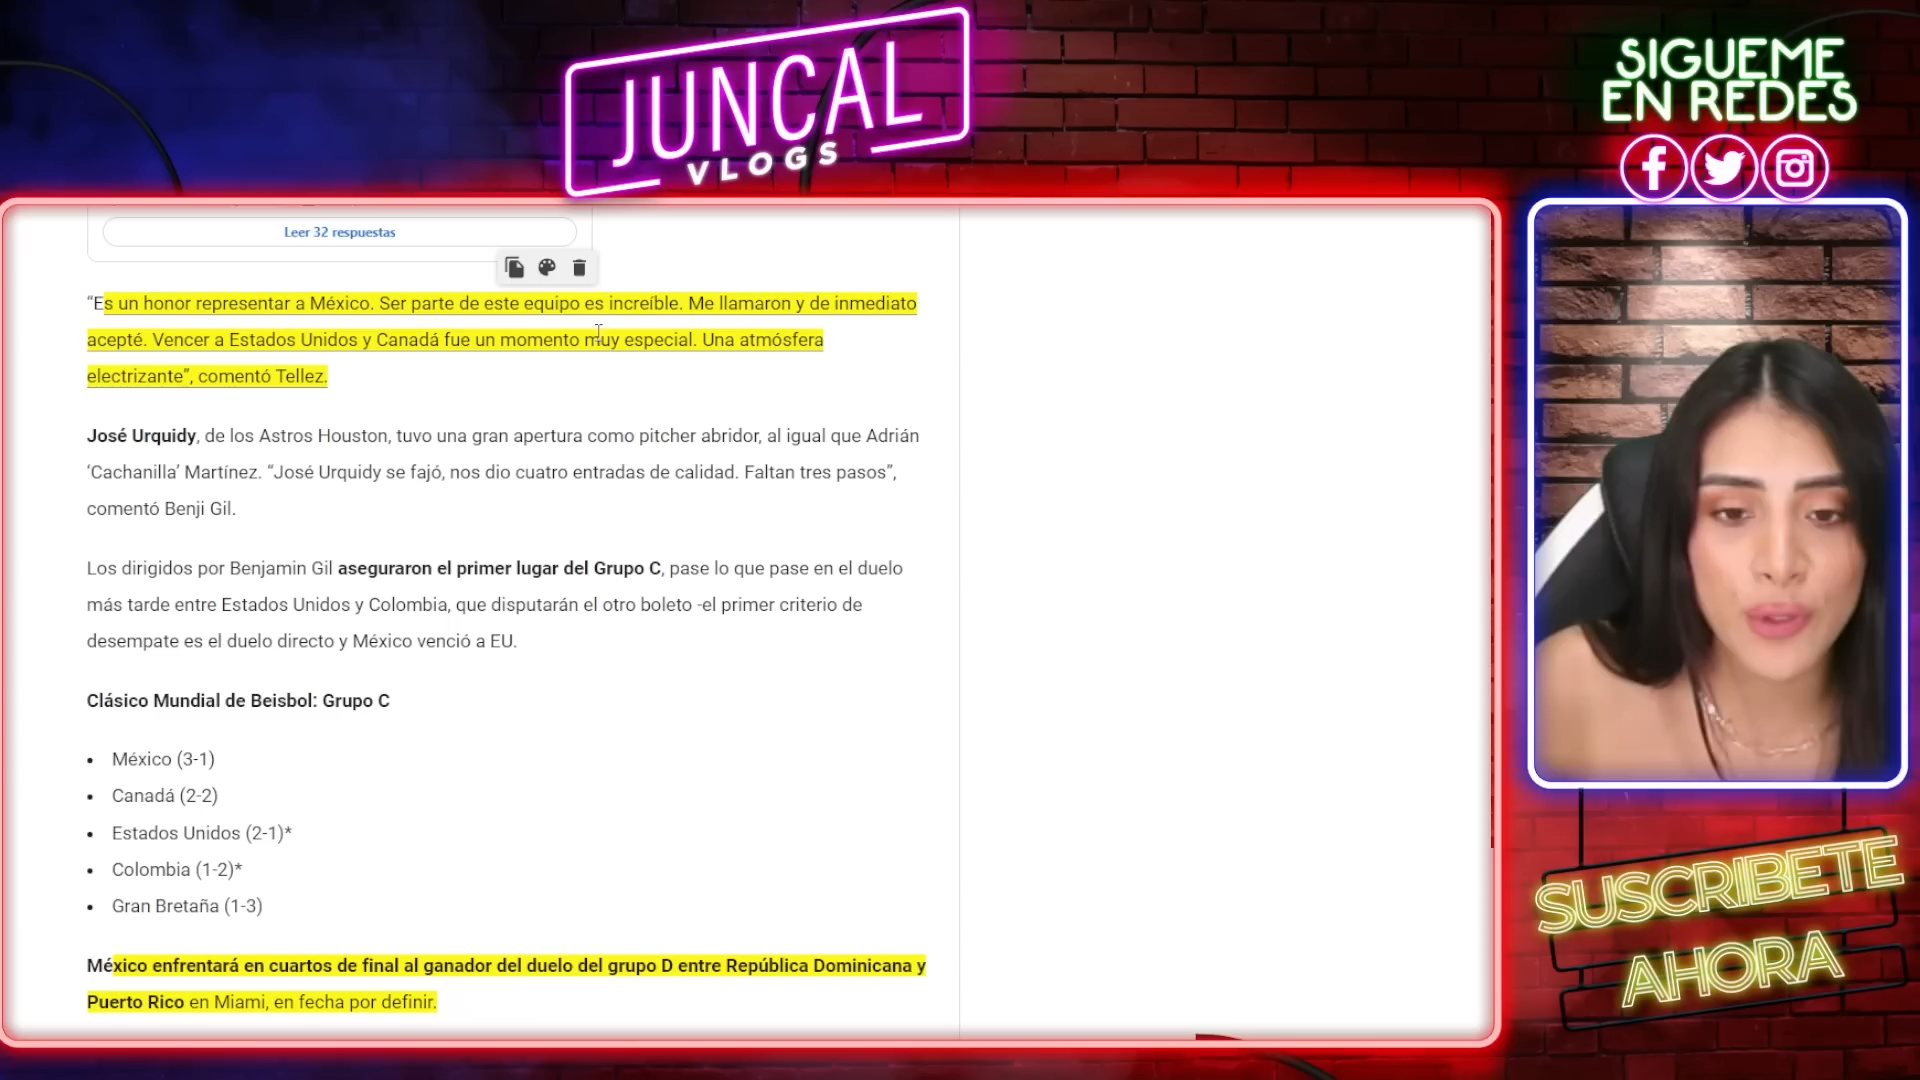 JUNCAL
VLOGS
SIGUEME
EN REDES
Leer 32 respuestas
“Es un honor representar a México. Ser parte de este equipo es increíble. Me llamaron y de inmediato
acepté. Vencer a Estados Unidos y Canadá fue un momento muy especial. Una atmósfera
electrizante”, comentó Tellez.
José Urquidy, de los Astros Houston, tuvo una gran apertura como pitcher abridor, al igual que Adrián
‘Cachanilla’ Martínez. “José Urquidy se fajó, nos dio cuatro entradas de calidad. Faltan tres pasos”,
comentó Benji Gil.
Los dirigidos por Benjamin Gil aseguraron el primer lugar del Grupo C, pase lo que pase en el duelo
más tarde entre Estados Unidos y Colombia, que disputarán el otro boleto -el primer criterio de
desempate es el duelo directo y México venció a EU.
Clásico Mundial de Beisbol: Grupo C
• México (3-1)
• Canadá (2-2)
• Estados Unidos (2-1)*
• Colombia (1-2)*
• Gran Bretaña (1-3)
México enfrentará en cuartos de final al ganador del duelo del grupo D entre República Dominicana y
Puerto Rico en Miami, en fecha por definir.
SUSCRIBETE
AHORA